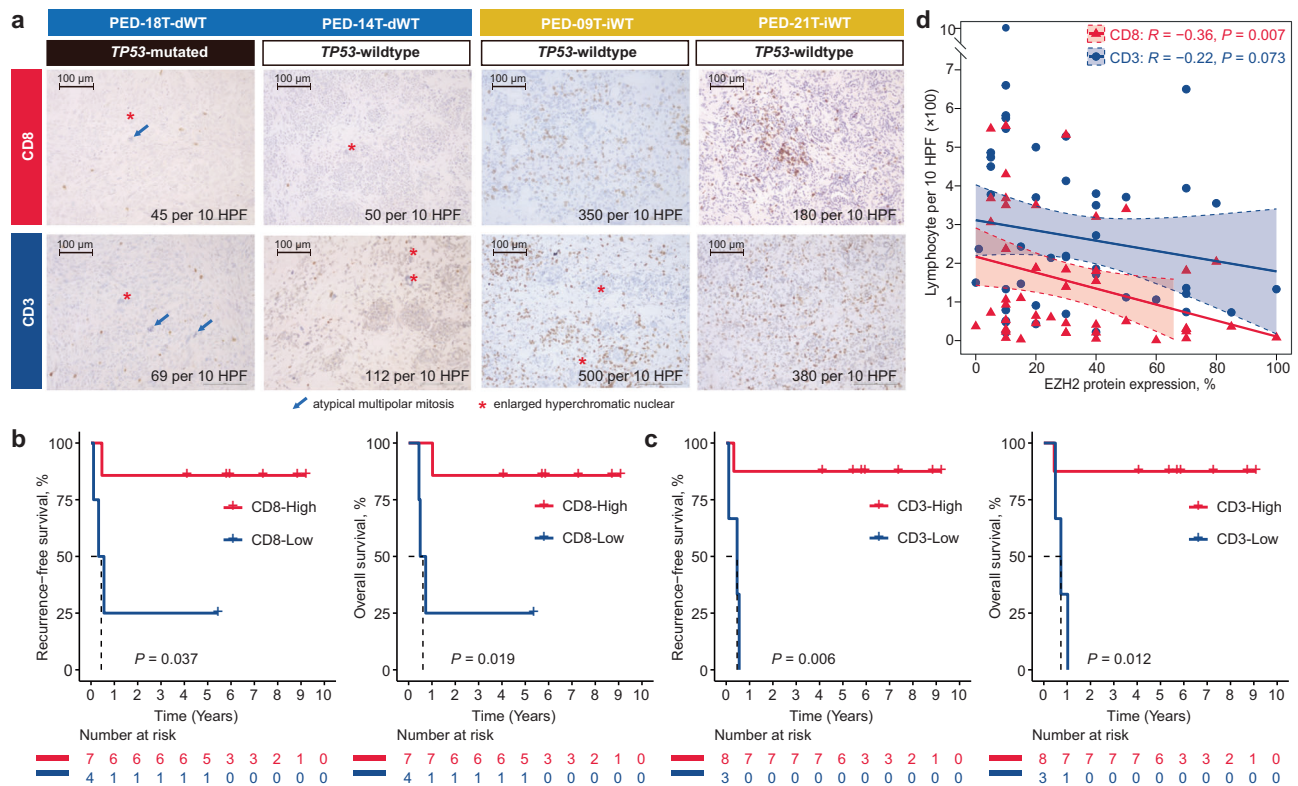 a
PED-18T-dWT
PED-14T-dWT
PED-09T-iWT
PED-21T-iWT
TP53-mutated
TP53-wildtype
TP53-wildtype
TP53-wildtype
CD8
100 µm
45 per 10 HPF
100 µm
50 per 10 HPF
100 µm
350 per 10 HPF
100 µm
180 per 10 HPF
CD3
100 µm
69 per 10 HPF
100 µm
112 per 10 HPF
100 µm
500 per 10 HPF
100 µm
380 per 10 HPF
atypical multipolar mitosis
* enlarged hyperchromatic nuclear
d
CD8: R = −0.36, P = 0.007
CD3: R = −0.22, P = 0.073
Lymphocyte per 10 HPF (×100)
10
7
6
5
4
3
2
1
0
0 20 40 60 80 100
EZH2 protein expression, %
b
Recurrence−free survival, %
100
75
50
25
0
CD8-High
CD8-Low
P = 0.037
0 1 2 3 4 5 6 7 8 9 10
Time (Years)
Number at risk
7 6 6 6 6 5 3 3 2 1 0
4 1 1 1 1 1 0 0 0 0 0
Overall survival, %
100
75
50
25
0
CD8-High
CD8-Low
P = 0.019
0 1 2 3 4 5 6 7 8 9 10
Time (Years)
Number at risk
7 7 6 6 6 5 3 3 2 1 0
4 1 1 1 1 1 0 0 0 0 0
c
Recurrence−free survival, %
100
75
50
25
0
CD3-High
CD3-Low
P = 0.006
0 1 2 3 4 5 6 7 8 9 10
Time (Years)
Number at risk
8 7 7 7 7 6 3 3 2 1 0
3 0 0 0 0 0 0 0 0 0 0
Overall survival, %
100
75
50
25
0
CD3-High
CD3-Low
P = 0.012
0 1 2 3 4 5 6 7 8 9 10
Time (Years)
Number at risk
8 7 7 7 7 6 3 3 2 1 0
3 1 0 0 0 0 0 0 0 0 0